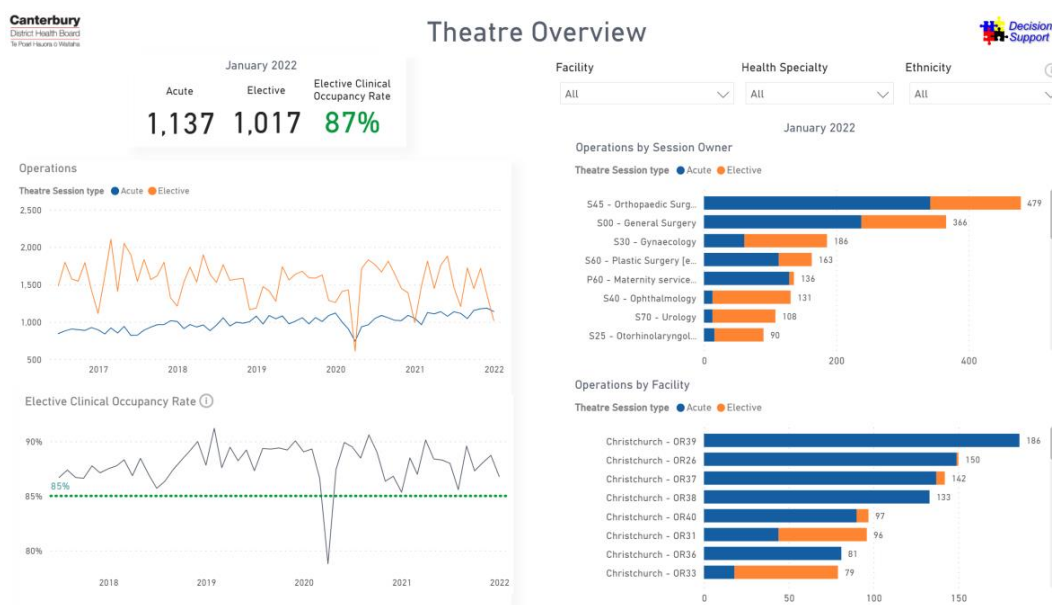 Canterbury
District Health Board
Te Poari Hauora o Waitaha
Theatre Overview
Decision
Support
January 2022
Acute Elective Elective Clinical Occupancy Rate
1,137 1,017 87%
Facility Health Specialty Ethnicity
All All All
Operations
Theatre Session type Acute Elective
2,500
2,000
1,500
1,000
500
2017 2018 2019 2020 2021 2022
Elective Clinical Occupancy Rate
90%
85%
85%
80%
2018 2019 2020 2021 2022
January 2022
Operations by Session Owner
Theatre Session type Acute Elective
S45 - Orthopaedic Surg... 479
S00 - General Surgery 366
S30 - Gynaecology 186
S60 - Plastic Surgery [e... 163
P60 - Maternity service... 136
S40 - Ophthalmology 131
S70 - Urology 108
S25 - Otorhinolaryngol... 90
0 200 400
Operations by Facility
Theatre Session type Acute Elective
Christchurch - OR39 186
Christchurch - OR26 150
Christchurch - OR37 142
Christchurch - OR38 133
Christchurch - OR40 97
Christchurch - OR31 96
Christchurch - OR36 81
Christchurch - OR33 79
0 50 100 150